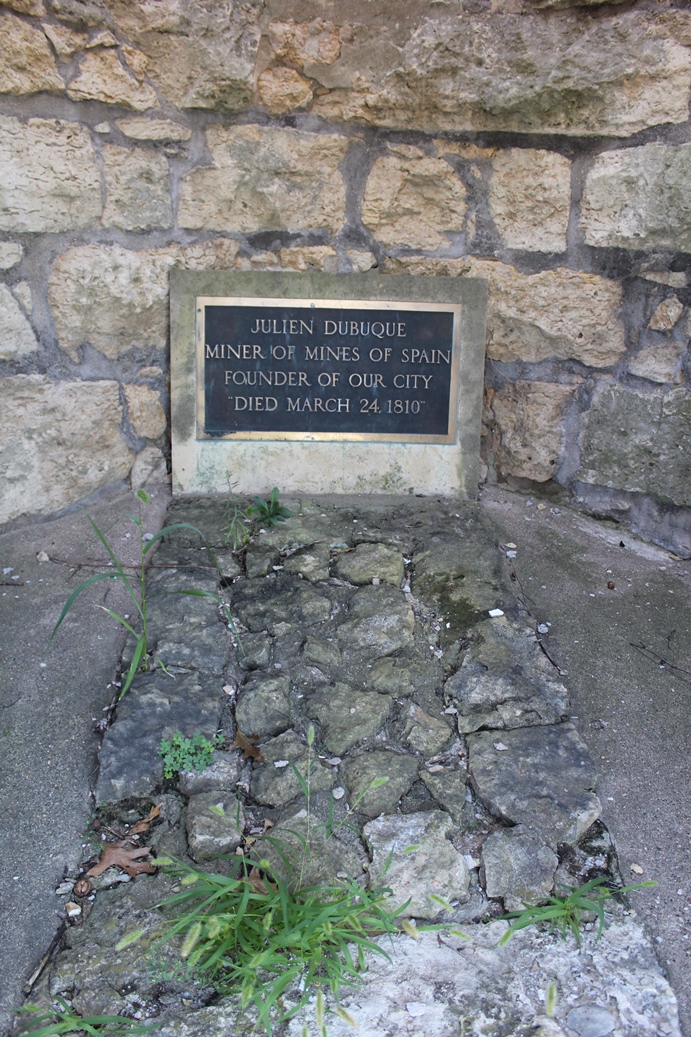 JULIEN DUBUQUE
MINER OF MINES OF SPAIN
FOUNDER OF OUR CITY
"DIED MARCH 24, 1810"